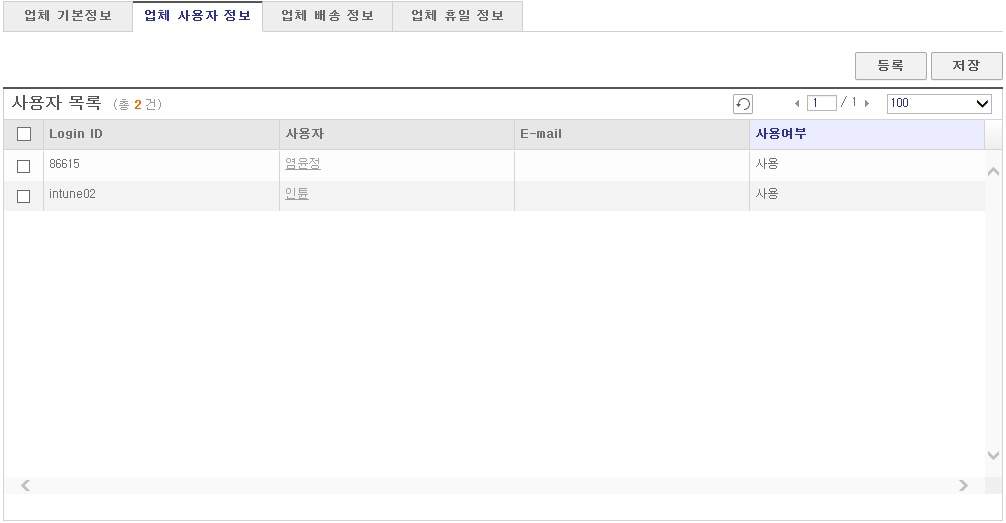 업체 기본정보 업체 사용자 정보 업체 배송 정보 업체 휴일 정보
등록 저장
사용자 목록 (총 2 건) 1 / 1 100
Login ID 사용자 E-mail 사용여부
86615 염윤정 사용
intune02 인튠 사용